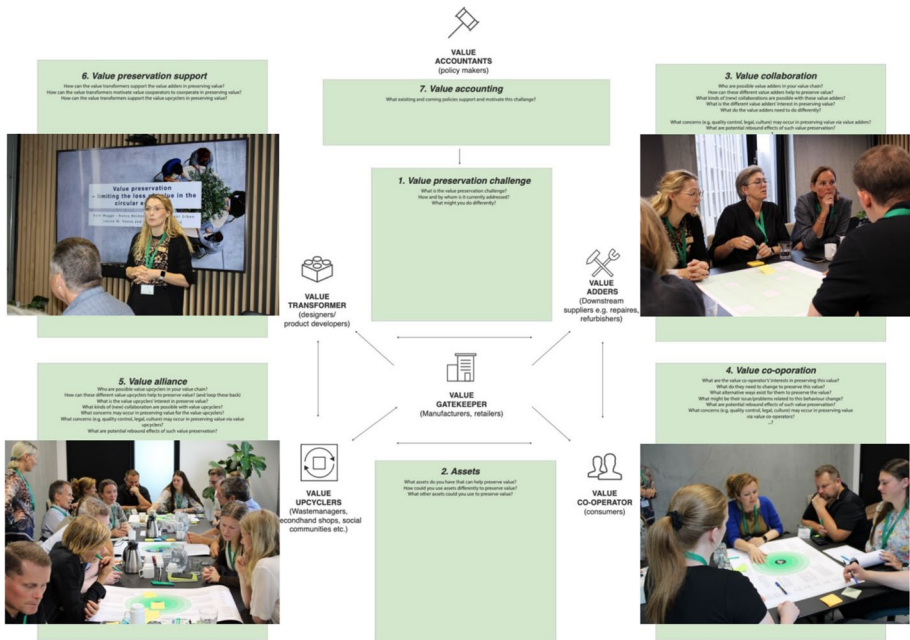 VALUE
ACCOUNTANTS
(policy makers)
6. Value preservation support
How can the value transformers support the value adders in preserving value?
How can the value transformers motivate value cooperators to cooperate in preserving value?
How can the value transformers support the value upcyclers in preserving value?
7. Value accounting
What existing and coming policies support and motivate this challenge?
3. Value collaboration
Who are possible value adders in your value chain?
How can these different value adders help to preserve value?
What kinds of (new) collaborations are possible with these value adders?
What is the different value adders' interest in preserving value?
What do the value adders need to do differently?
What concerns (e.g, quality control, legal, culture) may occur in preserving value via value adders?
What are potential rebound effects of such value preservation?
Value preservation
– limiting the loss of value in the
circular
1. Value preservation challenge
What is the value preservation challenge?
How and by whom is it currently addressed?
What might you do differently?
VALUE
TRANSFORMER
(designers/
product developers)
VALUE
ADDERS
(Downstream
suppliers e.g. repaires,
refurbishers)
VALUE
GATEKEEPER
(Manufacturers, retailers)
5. Value alliance
Who are possible value upcyclers in your value chain?
How can these different value upcyclers help to preserve value? (and loop these back)
What is the value upcyclers' interest in preserve value?
What kinds of (new) collaboration are possible with value upcyclers?
What concerns may occur in preserving value for the value upcyclers?
What concerns (e.g, quality control, legal, culture) may occur in preserving value via value
upcyclers?
What are potential rebound effects of such value preservation?
4. Value co-oporation
What are the value co-operator's interests in preserving this value?
What do they need to change to preserve this value?
What alternative ways exist for them to preserve the value?
What might be their issue/problems related to this behaviour change?
What are potential rebound effects of such value preservation?
What concerns (e.g, quality control, legal, culture) may occur in preserving value
via value co-operators?
...?
2. Assets
What assets do you have that can help preserve value?
How could you use assets differently to preserve value?
What other assets could you use to preserve value?
VALUE
UPCYCLERS
(Wastemanagers,
econdhand shops, social
communities etc.)
VALUE
CO-OPERATOR
(consumers)